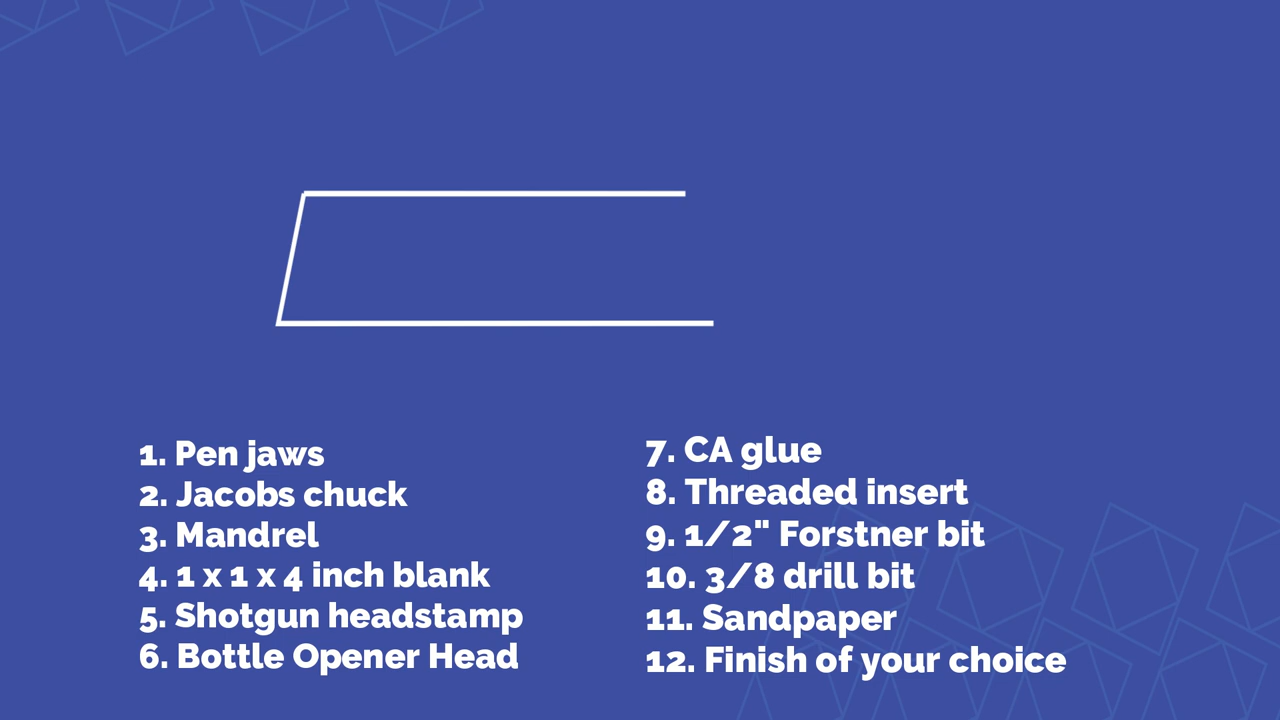 1. Pen jaws
2. Jacobs chuck
3. Mandrel
4. 1 x 1 x 4 inch blank
5. Shotgun headstamp
6. Bottle Opener Head
7. CA glue
8. Threaded insert
9. 1/2" Forstner bit
10. 3/8 drill bit
11. Sandpaper
12. Finish of your choice